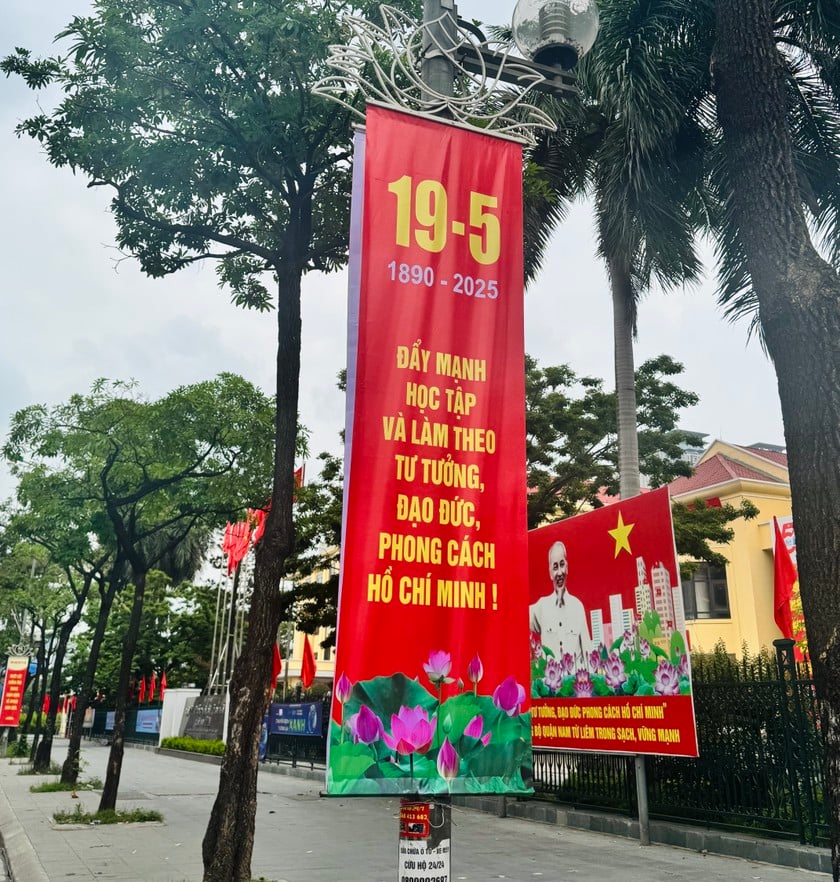 19-5
1890 - 2025
ĐẨY MẠNH
HỌC TẬP
VÀ LÀM THEO
TƯ TƯỞNG,
ĐẠO ĐỨC,
PHONG CÁCH
HỒ CHÍ MINH !
TƯ TƯỞNG, ĐẠO ĐỨC PHONG CÁCH HỒ CHÍ MINH"
BỘ QUẬN NAM TỪ LIÊM TRONG SẠCH, VỮNG MẠNH
CỨU HỘ 24/24